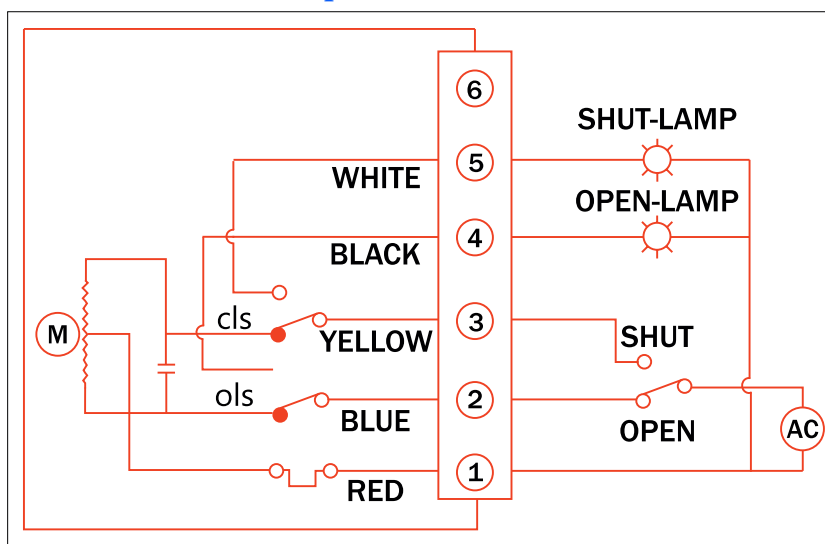 6
SHUT-LAMP
5
WHITE
OPEN-LAMP
4
BLACK
cls
3
M
YELLOW
SHUT
ols
2
BLUE
OPEN
AC
1
RED